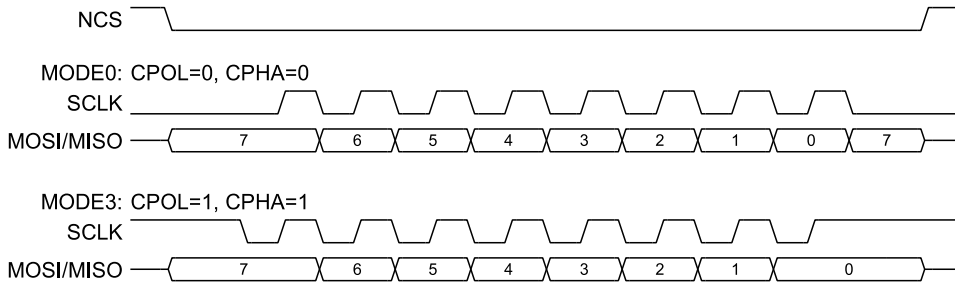 NCS
MODE0: CPOL=0, CPHA=0
SCLK
MOSI/MISO 7 6 5 4 3 2 1 0 7
MODE3: CPOL=1, CPHA=1
SCLK
MOSI/MISO 7 6 5 4 3 2 1 0